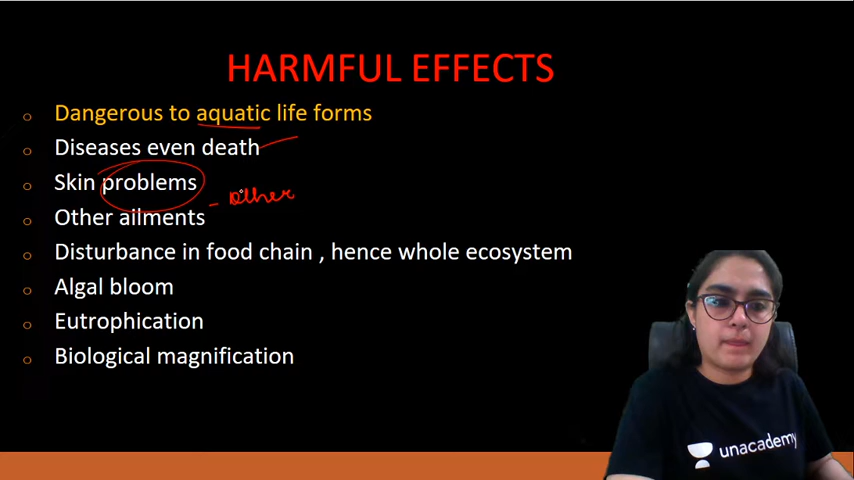 HARMFUL EFFECTS
Dangerous to aquatic life forms
Diseases even death
Skin problems
other
Other ailments
Disturbance in food chain , hence whole ecosystem
Algal bloom
Eutrophication
Biological magnification
unacademy